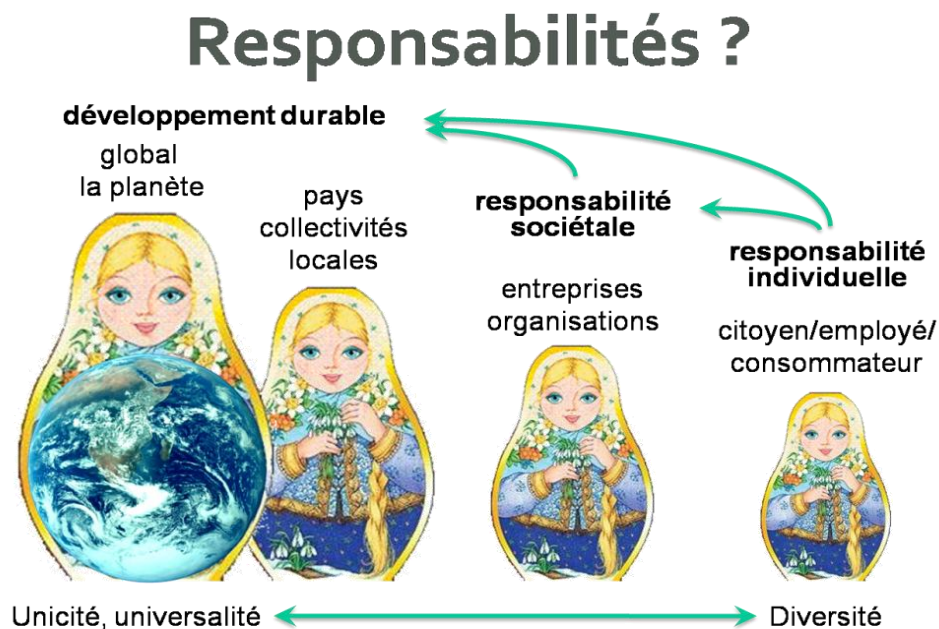 Responsabilités ?
développement durable
global
la planète
pays
collectivités
locales
responsabilité
sociétale
entreprises
organisations
responsabilité
individuelle
citoyen/employé/
consommateur
Unicité, universalité
Diversité